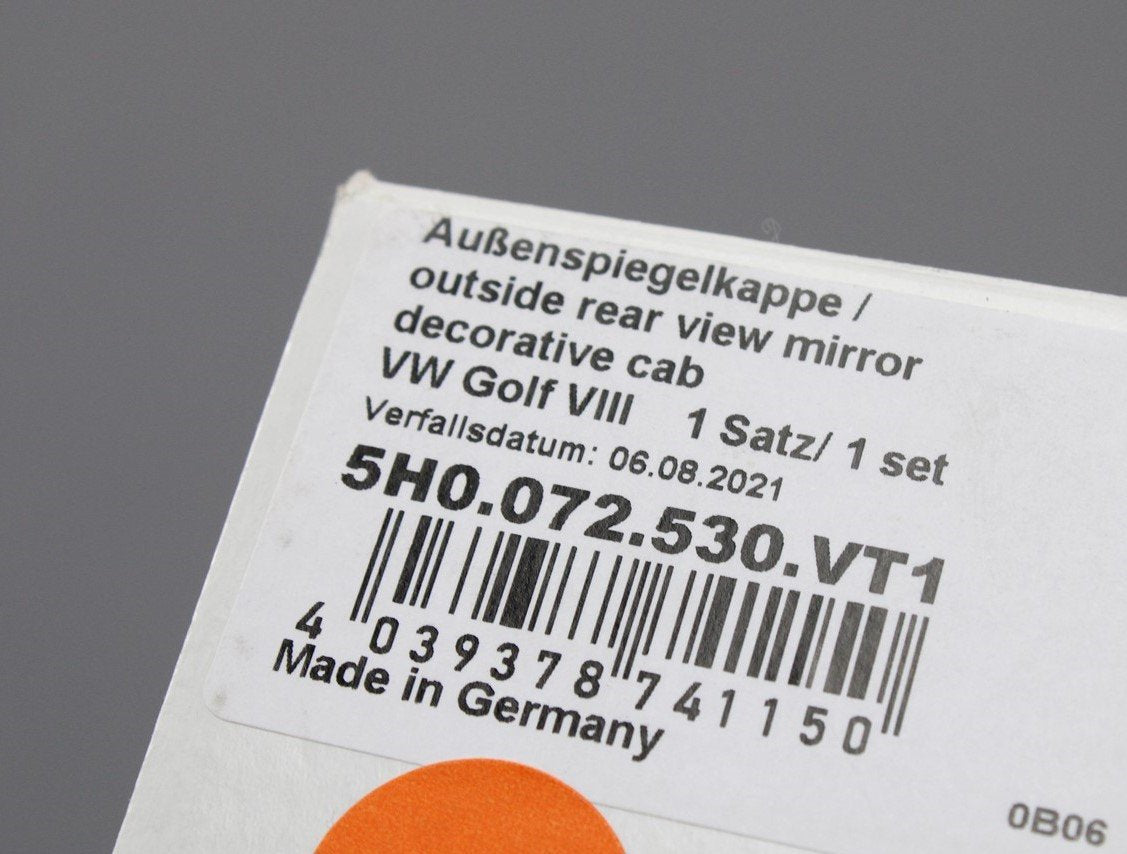 Außenspiegelkappe /
outside rear view mirror
decorative cab
VW Golf VIII 1 Satz/ 1 set
Verfallsdatum: 06.08.2021
5H0.072.530.VT1
4 039378 741150
Made in Germany
0B06